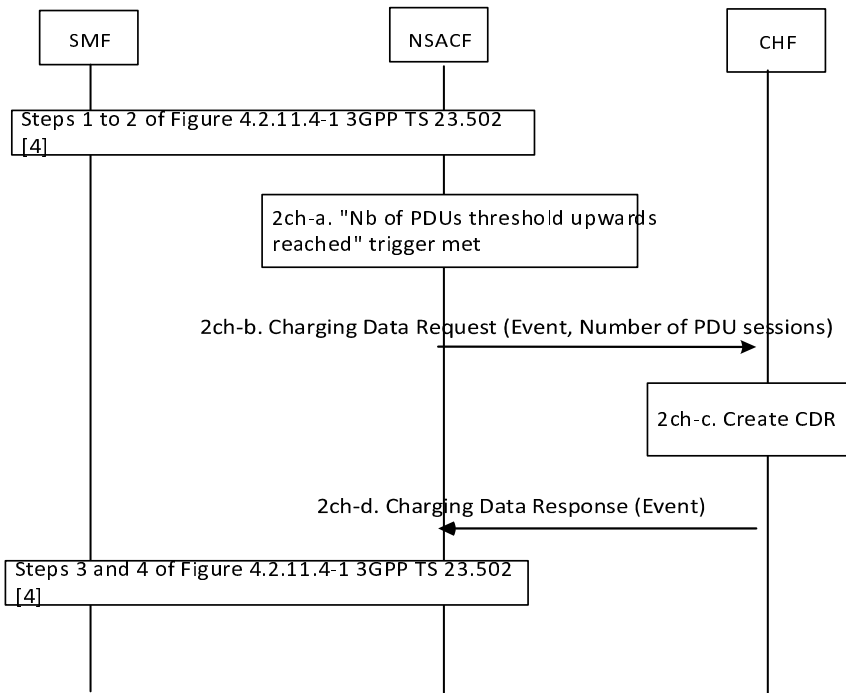 SMF
NSACF
CHF
Steps 1 to 2 of Figure 4.2.11.4-1 3GPP TS 23.502
[4]
2ch-a. "Nb of PDUs threshold upwards
reached" trigger met
2ch-b. Charging Data Request (Event, Number of PDU sessions)
2ch-c. Create CDR
2ch-d. Charging Data Response (Event)
Steps 3 and 4 of Figure 4.2.11.4-1 3GPP TS 23.502
[4]